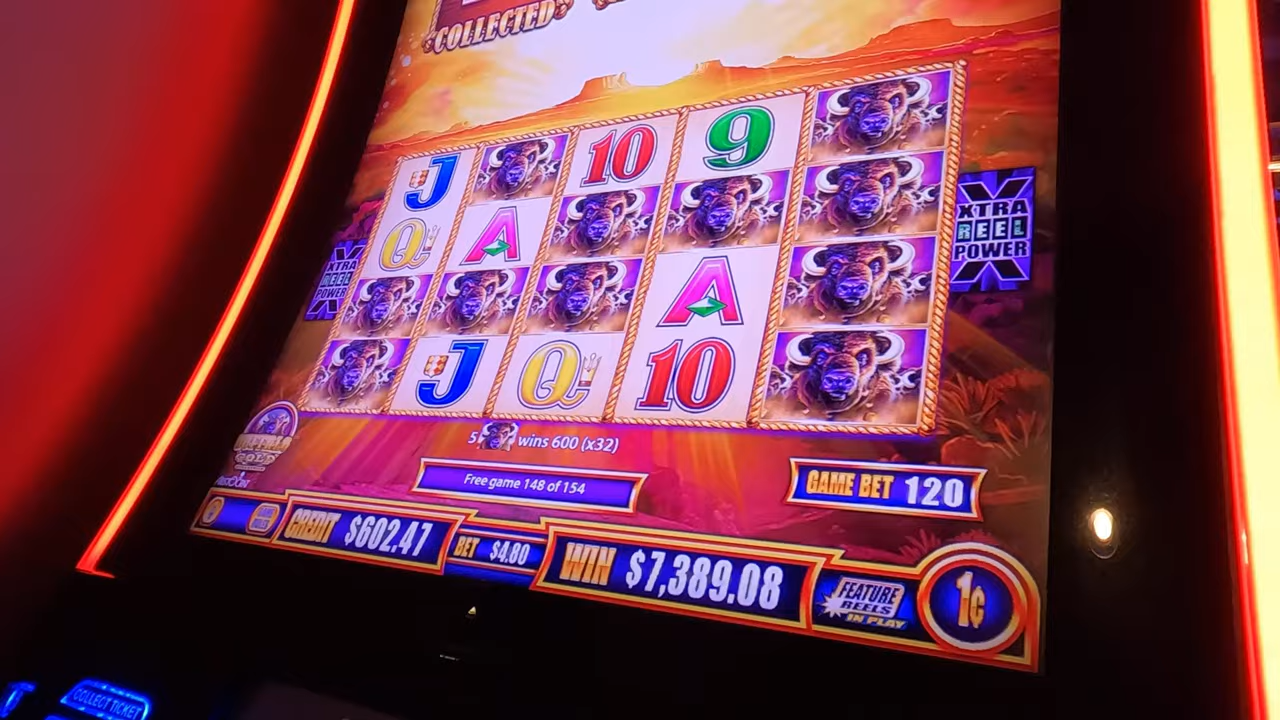 COLLECTED
J
10
9
Q
A
A
J
Q
10
XTRA
REEL
POWER
XTRA
REEL
POWER
5 wins 600 (x32)
Free game 148 of 154
GAME BET 120
BUFFALO
GOLD
CREDIT $602.47
BET $4.80
WIN $7,389.08
FEATURE
REELS
IN PLAY
1¢
COLLECT TICKET